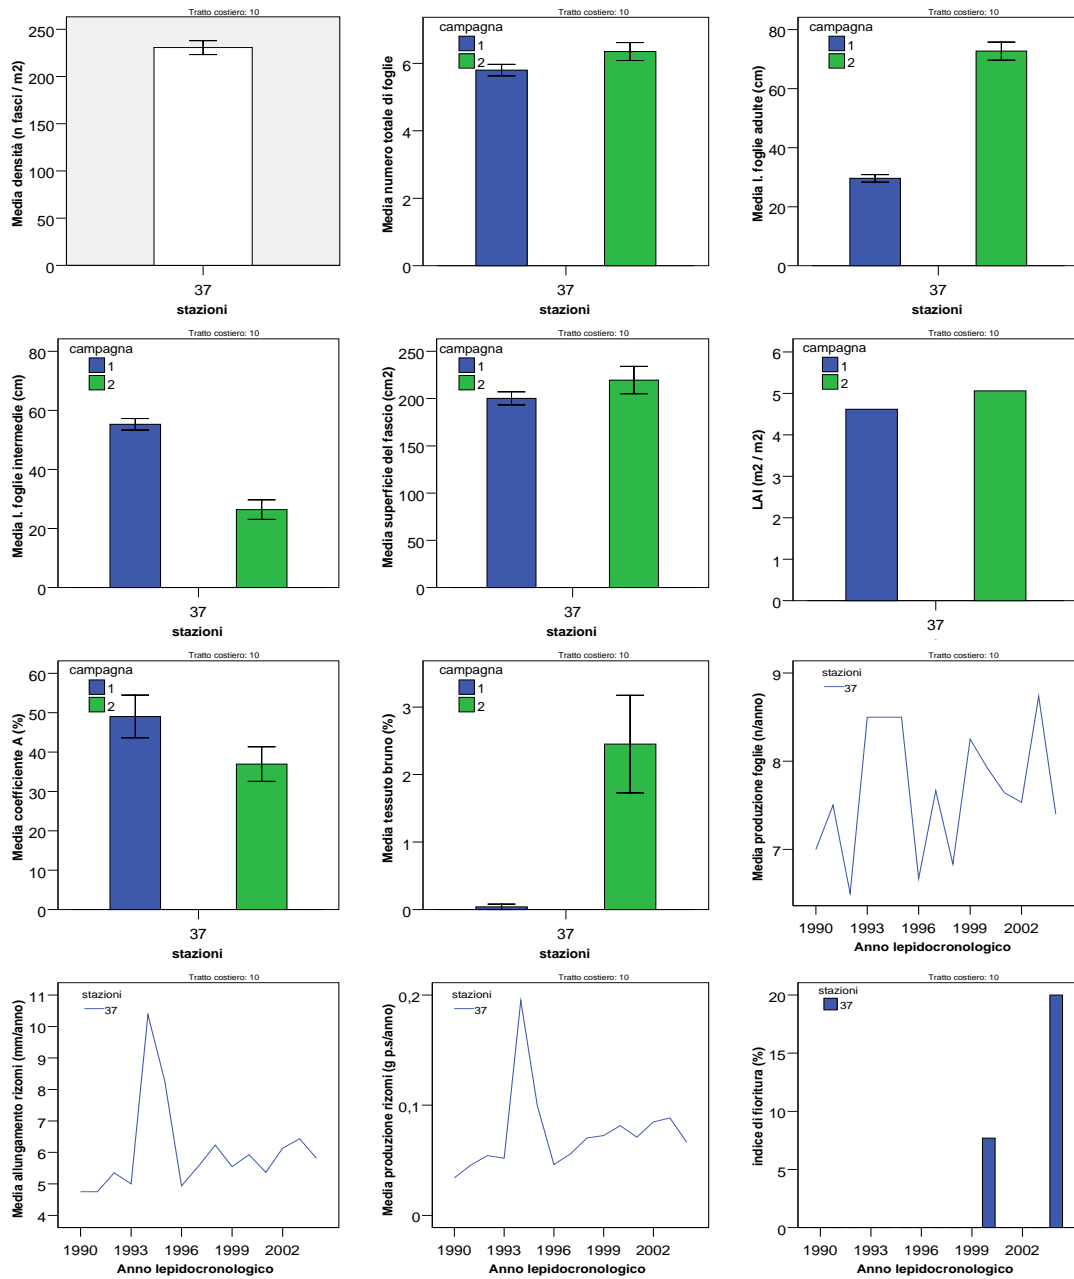 Tratto costiero: 10
Media densità (n fasci / m2)
250
200
150
100
50
0
37
stazioni
Tratto costiero: 10
campagna
1
2
Media numero totale di foglie
6
4
2
0
37
stazioni
Tratto costiero: 10
campagna
1
2
Media l. foglie adulte (cm)
80
60
40
20
0
37
stazioni
Tratto costiero: 10
campagna
1
2
Media l. foglie intermedie (cm)
80
60
40
20
0
37
stazioni
Tratto costiero: 10
campagna
1
2
Media superficie del fascio (cm2)
250
200
150
100
50
0
37
stazioni
Tratto costiero: 10
campagna
1
2
LAI (m2 / m2)
6
5
4
3
2
1
0
37
Tratto costiero: 10
campagna
1
2
Media coefficiente A (%)
60
50
40
30
20
10
0
37
stazioni
Tratto costiero: 10
campagna
1
2
Media tessuto bruno (%)
3
2
1
0
37
stazioni
Tratto costiero: 10
stazioni
37
Media produzione foglie (n/anno)
9
8
7
1990 1993 1996 1999 2002
Anno lepidocronologico
Tratto costiero: 10
stazioni
37
Media allungamento rizomi (mm/anno)
11
10
9
8
7
6
5
4
1990 1993 1996 1999 2002
Anno lepidocronologico
Tratto costiero: 10
stazioni
37
Media produzione rizomi (g p.s/anno)
0,2
0,1
0
1990 1993 1996 1999 2002
Anno lepidocronologico
Tratto costiero: 10
stazioni
37
indice di fioritura (%)
20
15
10
5
0
1990 1993 1996 1999 2002
Anno lepidocronologico